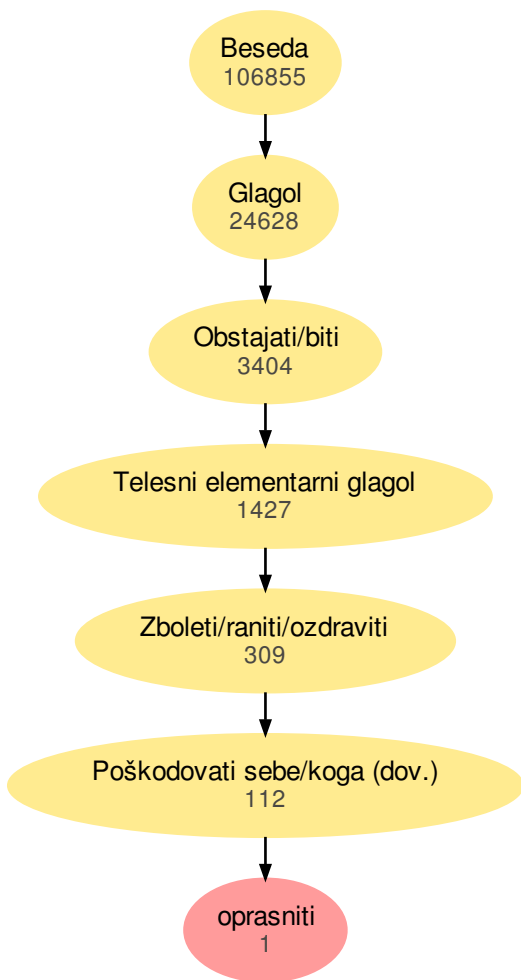 Beseda
106855
Glagol
24628
Obstajati/biti
3404
Telesni elementarni glagol
1427
Zboleti/raniti/ozdraviti
309
Poškodovati sebe/koga (dov.)
112
oprasniti
1